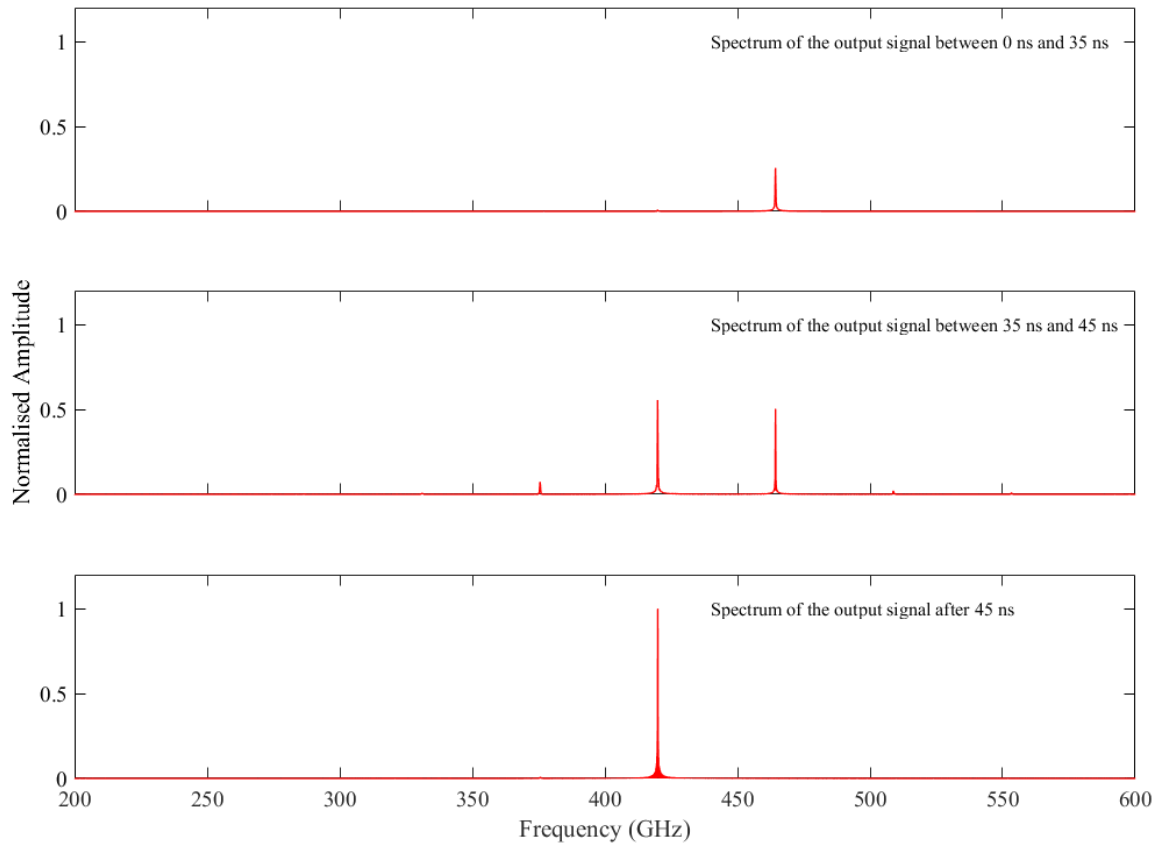 1
Spectrum of the output signal between 0 ns and 35 ns
0.5
0
1
Spectrum of the output signal between 35 ns and 45 ns
0.5
0
Normalised Amplitude
1
Spectrum of the output signal after 45 ns
0.5
0
200 250 300 350 400 450 500 550 600
Frequency (GHz)